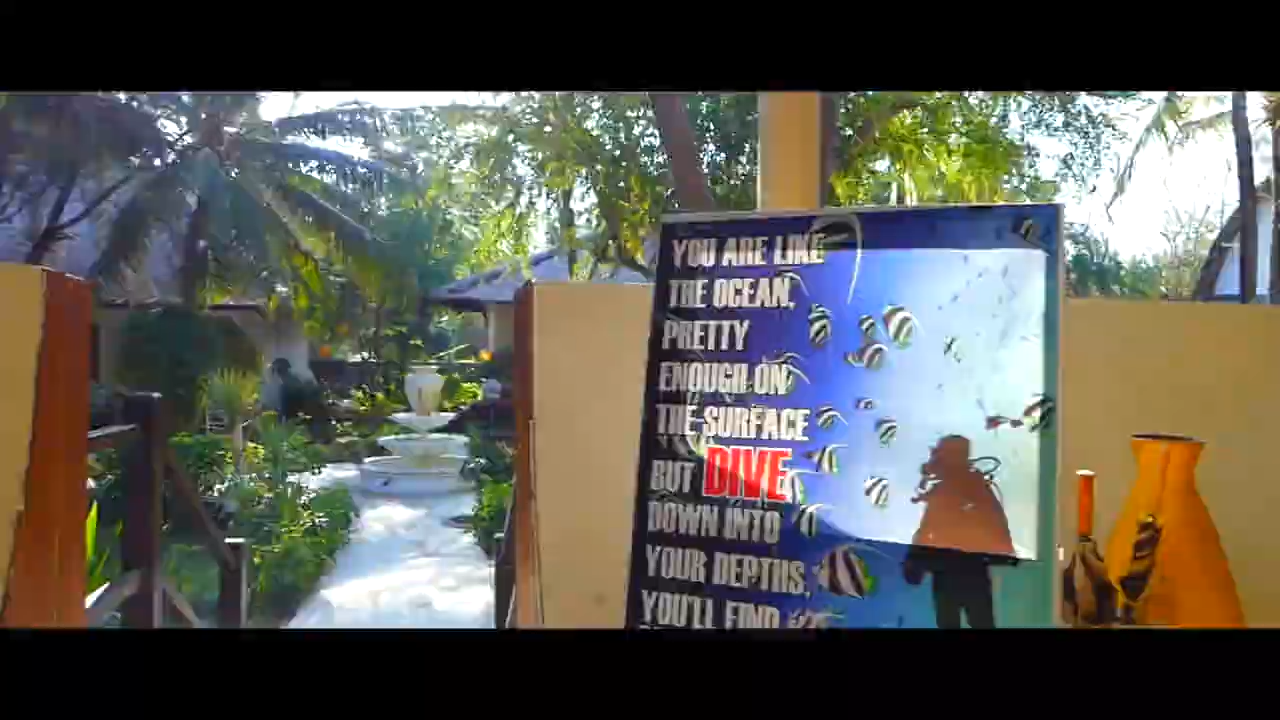 YOU ARE LIKE
THE OCEAN,
PRETTY
ENOUGH ON
THE SURFACE
BUT DIVE
DOWN INTO
YOUR DEPTHS,
YOU'LL FIND